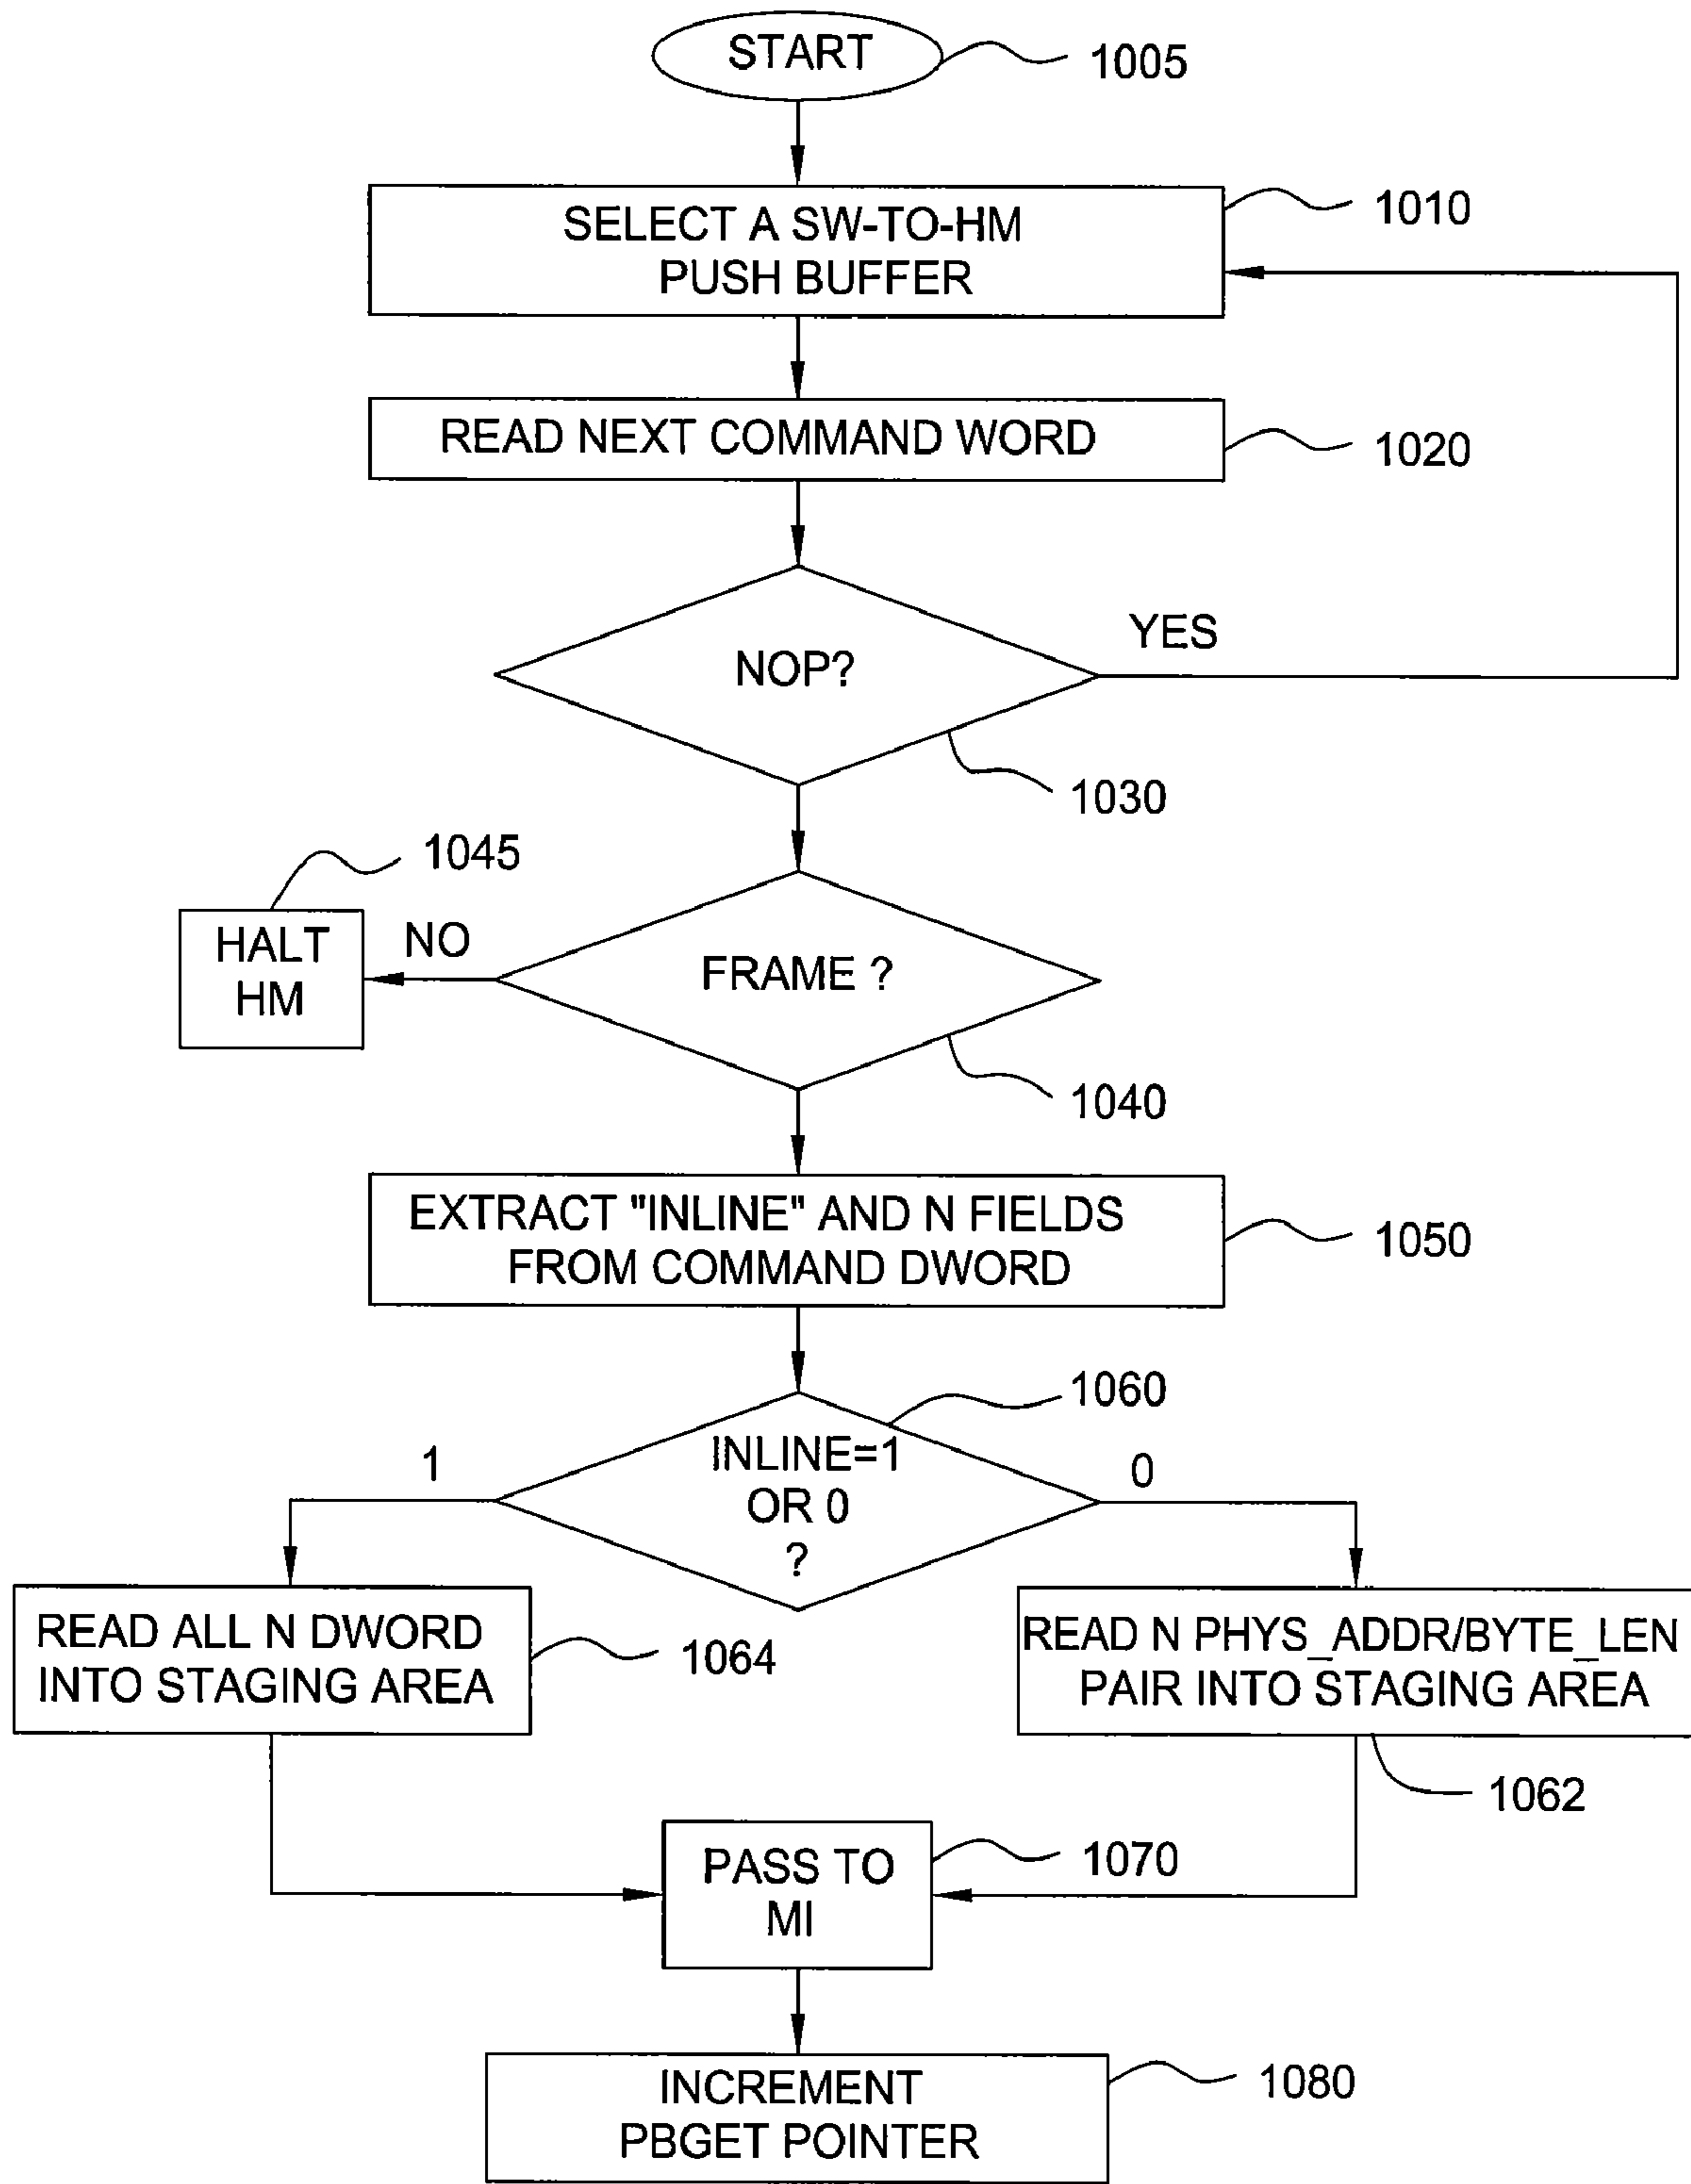 START
1005
SELECT A SW-TO-HM
PUSH BUFFER
1010
READ NEXT COMMAND WORD
1020
NOP?
YES
1030
1045
HALT
HM
NO
FRAME ?
1040
EXTRACT "INLINE" AND N FIELDS
FROM COMMAND DWORD
1050
1060
INLINE=1
OR 0
?
1
0
READ ALL N DWORD
INTO STAGING AREA
1064
READ N PHYS_ADDR/BYTE_LEN
PAIR INTO STAGING AREA
1062
PASS TO
MI
1070
INCREMENT
PBGET POINTER
1080